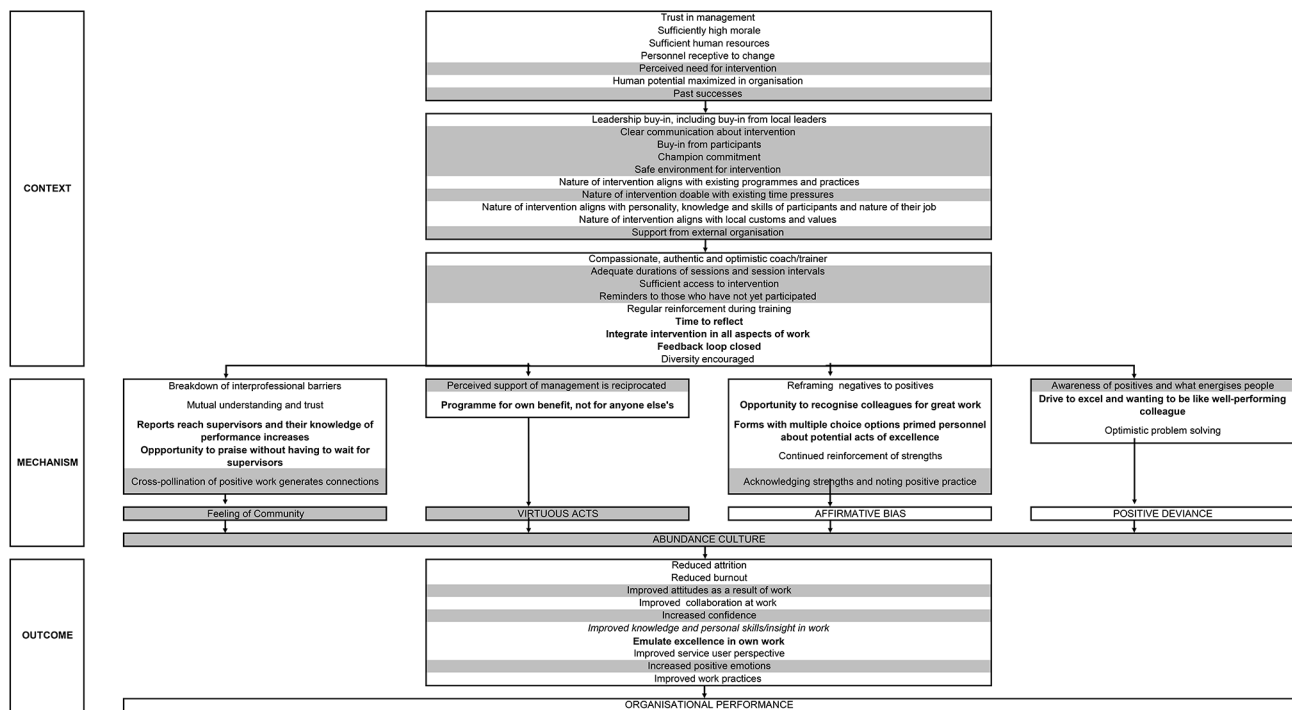 CONTEXT
Trust in management
Sufficiently high morale
Sufficient human resources
Personnel receptive to change
Perceived need for intervention
Human potential maximized in organisation
Past successes
Leadership buy-in, including buy-in from local leaders
Clear communication about intervention
Buy-in from participants
Champion commitment
Safe environment for intervention
Nature of intervention aligns with existing programmes and practices
Nature of intervention doable with existing time pressures
Nature of intervention aligns with personality, knowledge and skills of participants and nature of their job
Nature of intervention aligns with local customs and values
Support from external organisation
Compassionate, authentic and optimistic coach/trainer
Adequate durations of sessions and session intervals
Sufficient access to intervention
Reminders to those who have not yet participated
Regular reinforcement during training
Time to reflect
Integrate intervention in all aspects of work
Feedback loop closed
Diversity encouraged
MECHANISM
Breakdown of interprofessional barriers
Mutual understanding and trust
Reports reach supervisors and their knowledge of
performance increases
Oppportunity to praise without having to wait for
supervisors
Cross-pollination of positive work generates connections
Feeling of Community
Perceived support of management is reciprocated
Programme for own benefit, not for anyone else's
VIRTUOUS ACTS
Reframing negatives to positives
Opportunity to recognise colleagues for great work
Forms with multiple choice options primed personnel
about potential acts of excellence
Continued reinforcement of strengths
Acknowledging strengths and noting positive practice
AFFIRMATIVE BIAS
Awareness of positives and what energises people
Drive to excel and wanting to be like well-performing
colleague
Optimistic problem solving
POSITIVE DEVIANCE
ABUNDANCE CULTURE
OUTCOME
Reduced attrition
Reduced burnout
Improved attitudes as a result of work
Improved collaboration at work
Increased confidence
Improved knowledge and personal skills/insight in work
Emulate excellence in own work
Improved service user perspective
Increased positive emotions
Improved work practices
ORGANISATIONAL PERFORMANCE